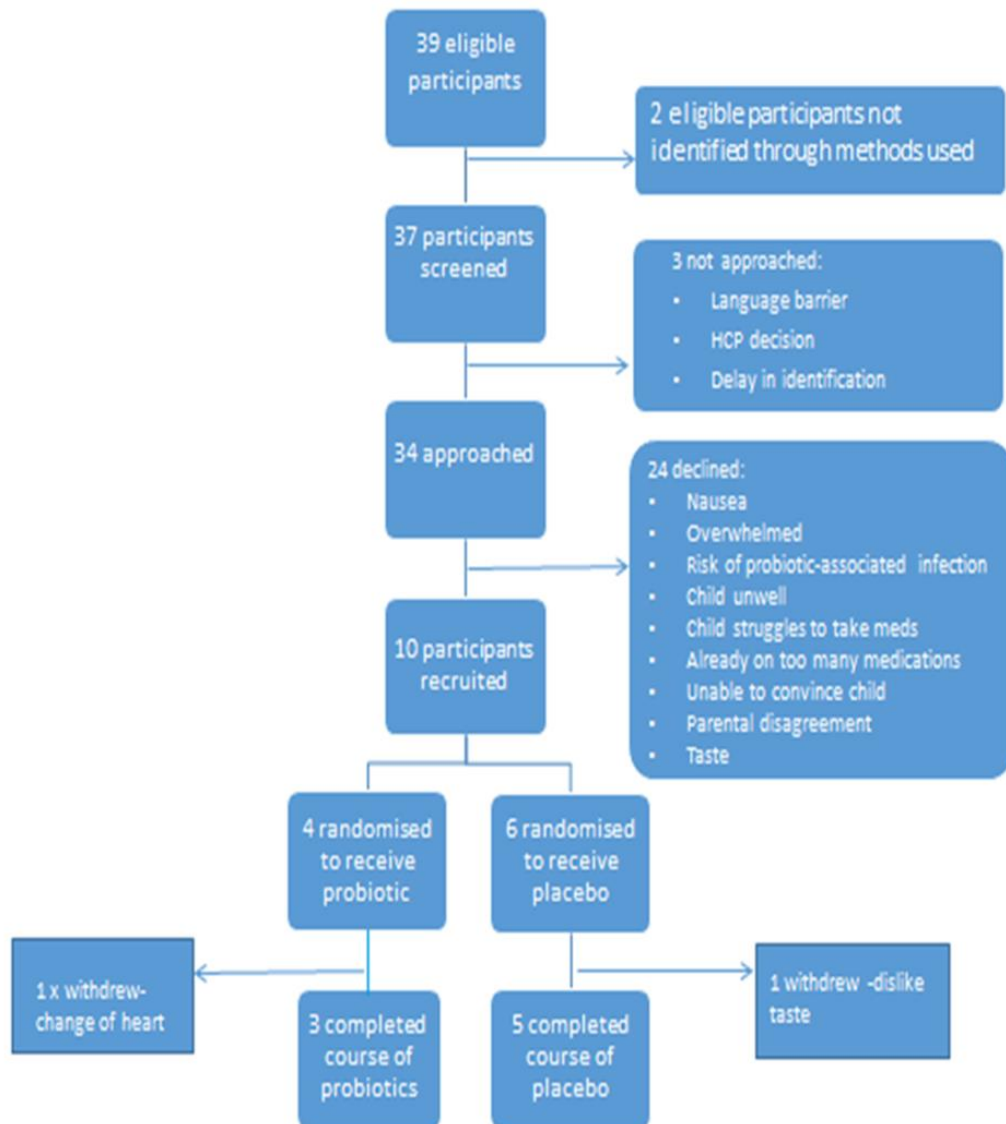 39 eligible
participants
2 eligible participants not
identified through methods used
37 participants
screened
3 not approached:
▪ Language barrier
▪ HCP decision
▪ Delay in identification
34 approached
24 declined:
▪ Nausea
▪ Overwhelmed
▪ Risk of probiotic-associated infection
▪ Child unwell
▪ Child struggles to take meds
▪ Already on too many medications
▪ Unable to convince child
▪ Parental disagreement
▪ Taste
10 participants
recruited
4 randomised
to receive
probiotic
6 randomised
to receive
placebo
1 x withdrew-
change of heart
1 withdrew -dislike
taste
3 completed
course of
probiotics
5 completed
course of
placebo